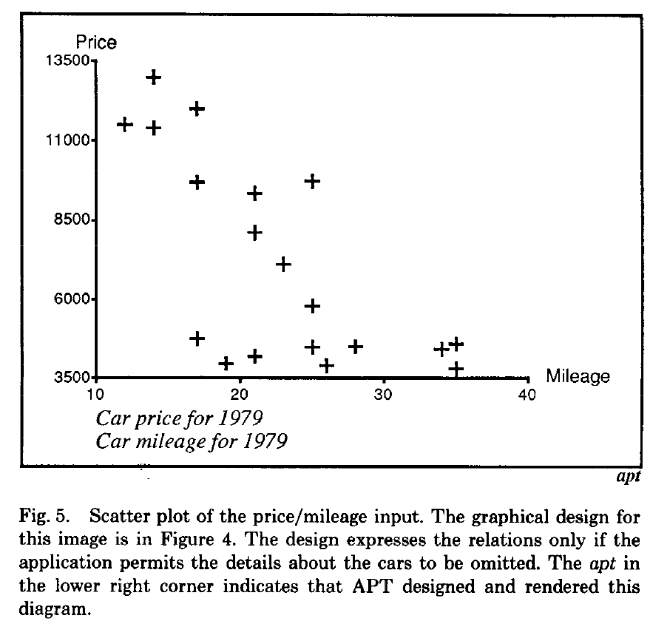 Price
13500
11000
8500
6000
3500
10 20 30 40
Mileage
Car price for 1979
Car mileage for 1979
apt
Fig. 5. Scatter plot of the price/mileage input. The graphical design for
this image is in Figure 4. The design expresses the relations only if the
application permits the details about the cars to be omitted. The apt in
the lower right corner indicates that APT designed and rendered this
diagram.